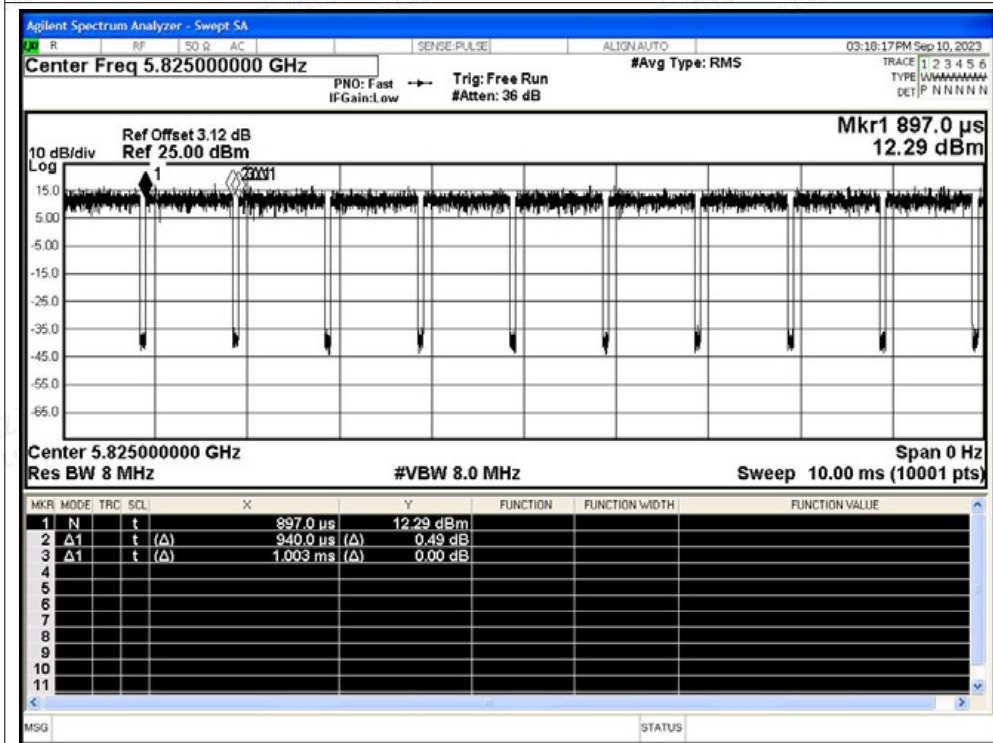 Agilent Spectrum Analyzer - Swept SA
R RF 50 Ω AC SENSE:PULSE ALIGN AUTO 03:18:17 PM Sep 10, 2023
Center Freq 5.825000000 GHz #Avg Type: RMS TRACE 1 2 3 4 5 6
PNO: Fast Trig: Free Run TYPE WWWWWW
IFGain:Low #Atten: 36 dB DET P N N N N N
Mkr1 897.0 µs
Ref Offset 3.12 dB
10 dB/div Ref 25.00 dBm 12.29 dBm
Log
1
15.0
5.00
-5.00
-15.0
-25.0
-35.0
-45.0
-55.0
-65.0
Center 5.825000000 GHz Span 0 Hz
Res BW 8 MHz #VBW 8.0 MHz Sweep 10.00 ms (10001 pts)
MKR MODE TRC SCL X Y FUNCTION FUNCTION WIDTH FUNCTION VALUE
1 N t 897.0 µs 12.29 dBm
2 Δ1 t (Δ) 940.0 µs (Δ) 0.49 dB
3 Δ1 t (Δ) 1.003 ms (Δ) 0.00 dB
4
5
6
7
8
9
10
11
MSG STATUS